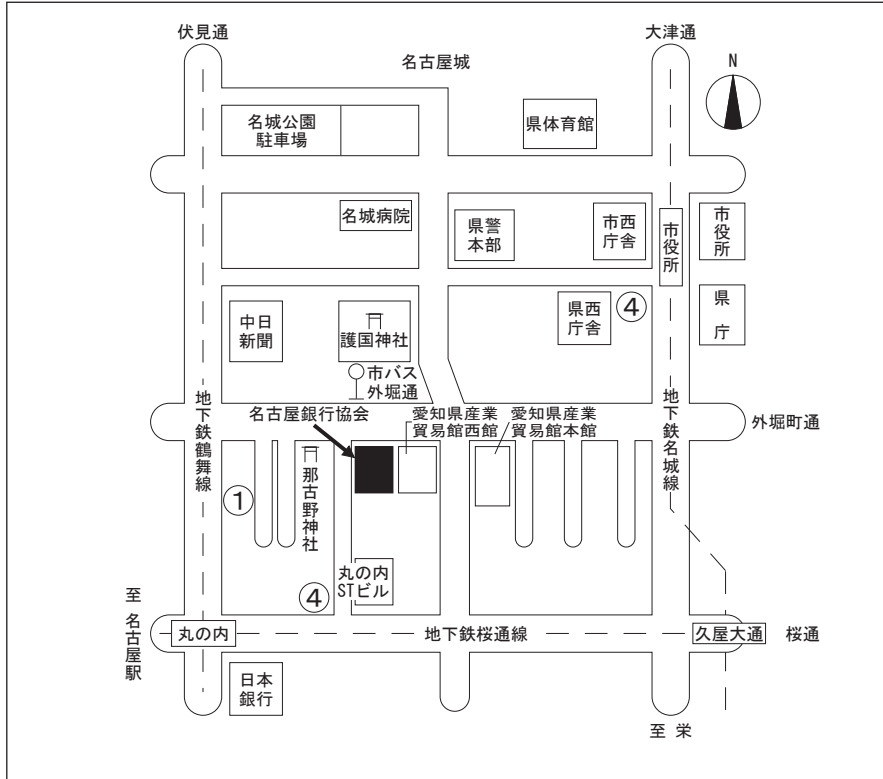 伏見通
大津通
名古屋城
N
名城公園
駐車場
県体育館
名城病院
県警
本部
市西
庁舎
市役所
市役所
中日
新聞
護国神社
県西
庁舎
④
県庁
市バス
外堀通
地下鉄鶴舞線
名古屋銀行協会
愛知県産業
貿易館西館
愛知県産業
貿易館本館
地下鉄名城線
外堀町通
那古野神社
①
丸の内
STビル
④
至名古屋駅
丸の内
地下鉄桜通線
久屋大通
桜通
日本
銀行
至 栄